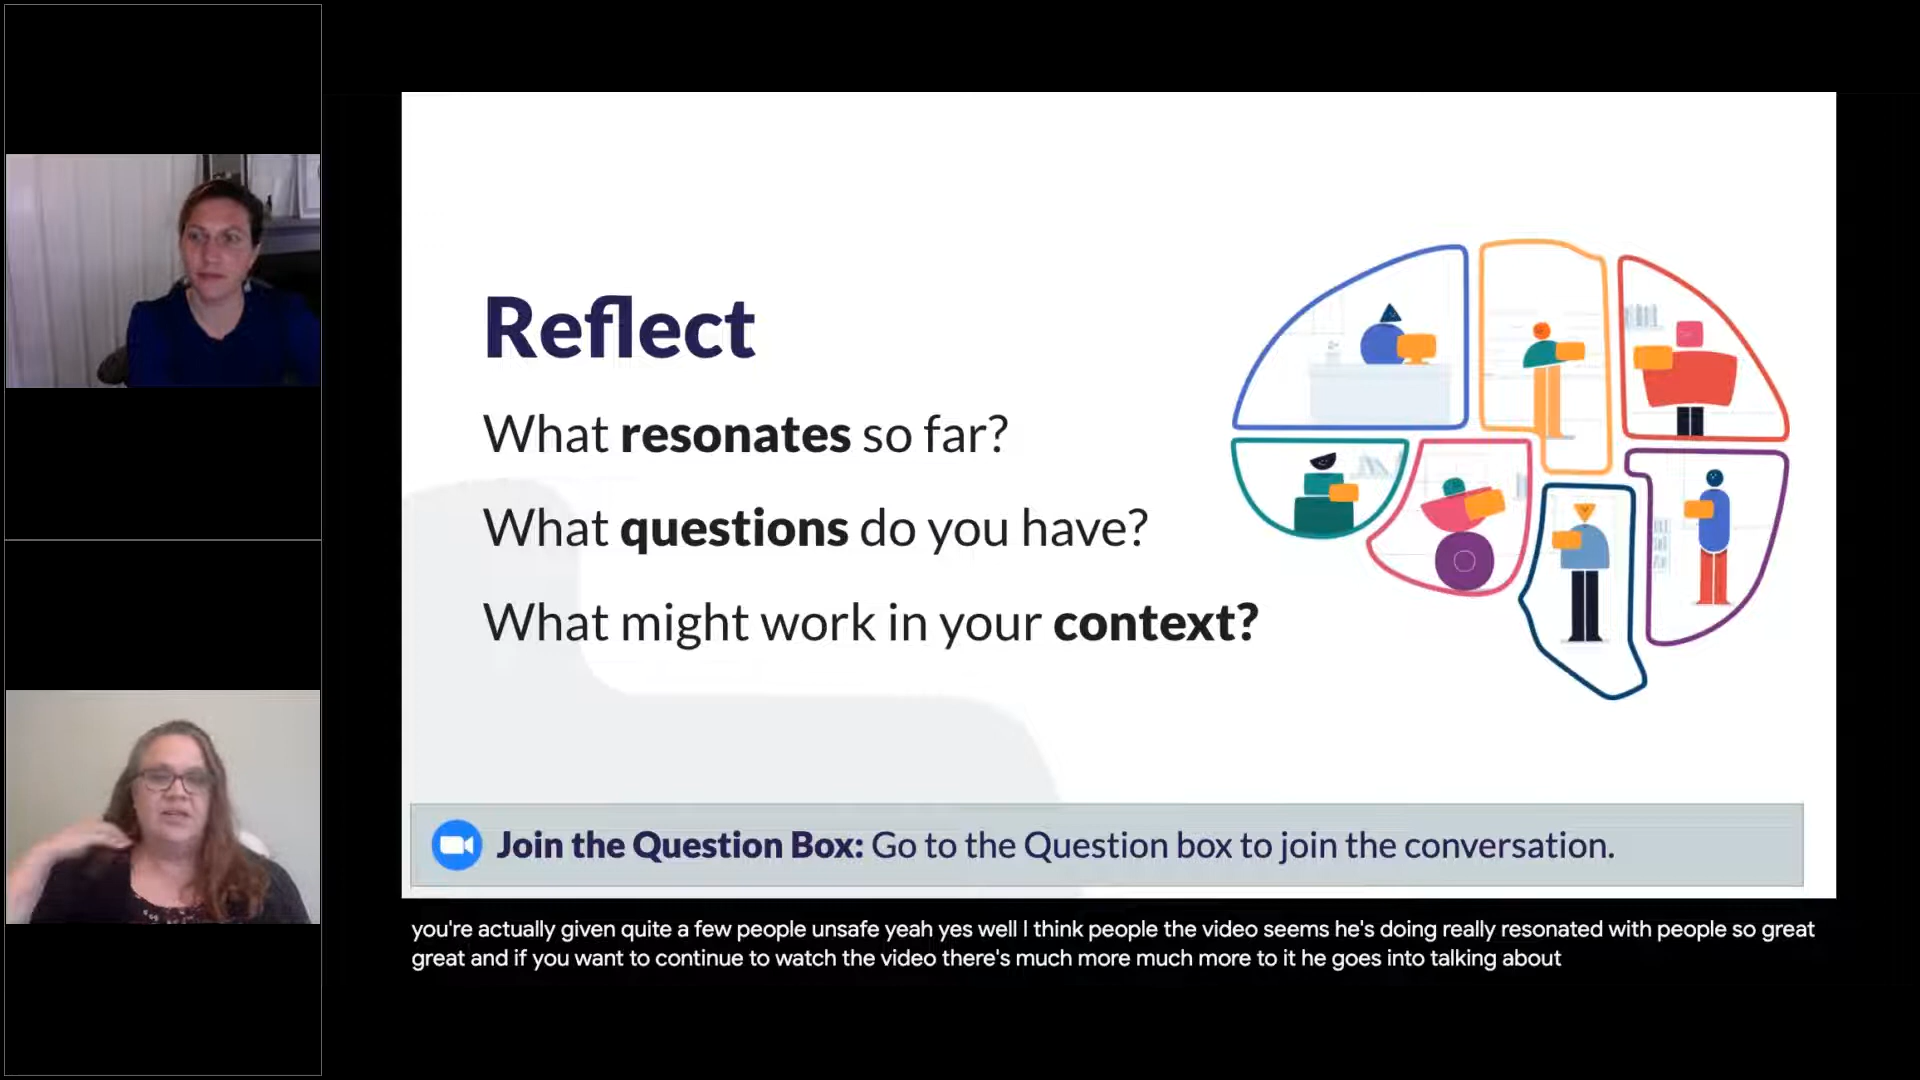 Reflect
What resonates so far?
What questions do you have?
What might work in your context?
Join the Question Box: Go to the Question box to join the conversation.
you're actually given quite a few people unsafe yeah yes well I think people the video seems he's doing really resonated with people so great
great and if you want to continue to watch the video there's much more much more to it he goes into talking about